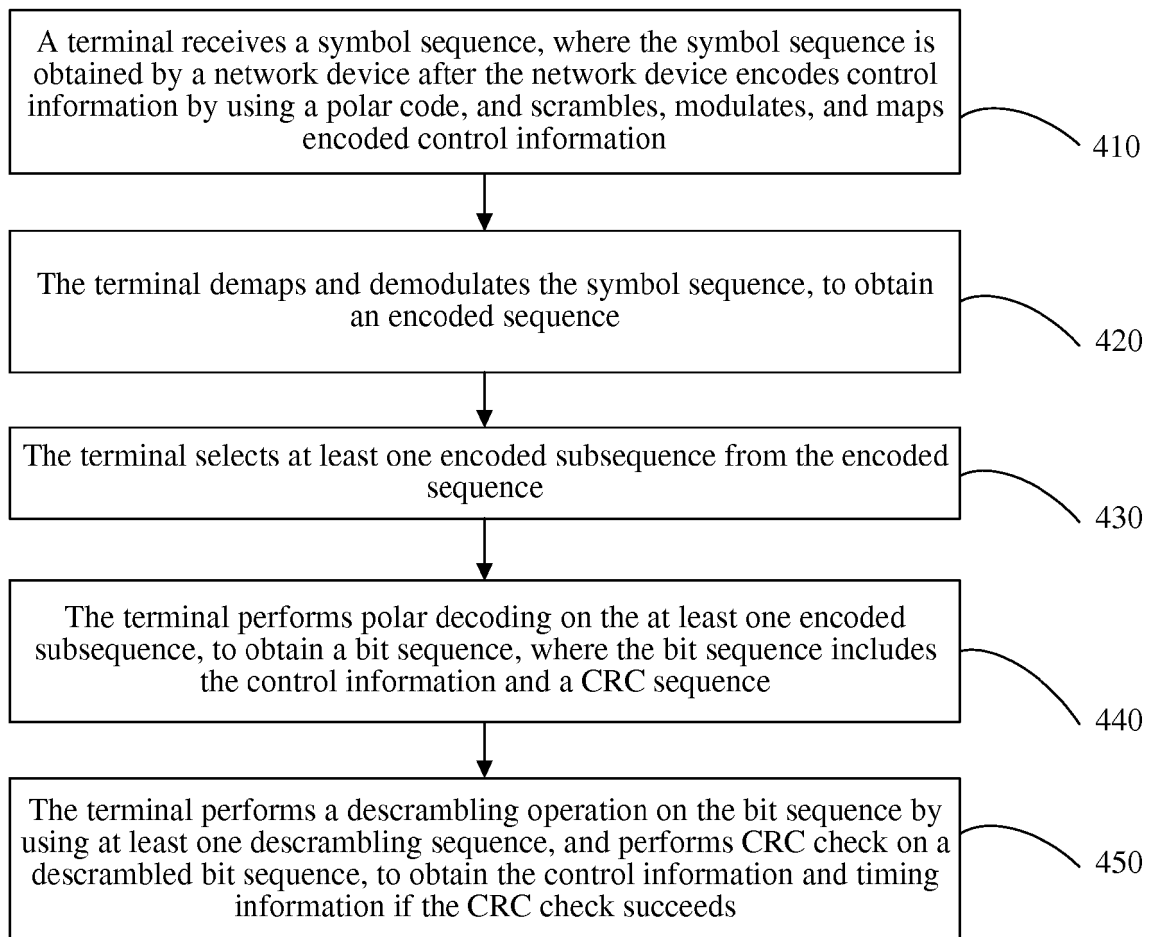 A terminal receives a symbol sequence, where the symbol sequence is
obtained by a network device after the network device encodes control
information by using a polar code, and scrambles, modulates, and maps
encoded control information
410
The terminal demaps and demodulates the symbol sequence, to obtain
an encoded sequence
420
The terminal selects at least one encoded subsequence from the encoded
sequence
430
The terminal performs polar decoding on the at least one encoded
subsequence, to obtain a bit sequence, where the bit sequence includes
the control information and a CRC sequence
440
The terminal performs a descrambling operation on the bit sequence by
using at least one descrambling sequence, and performs CRC check on a
descrambled bit sequence, to obtain the control information and timing
information if the CRC check succeeds
450